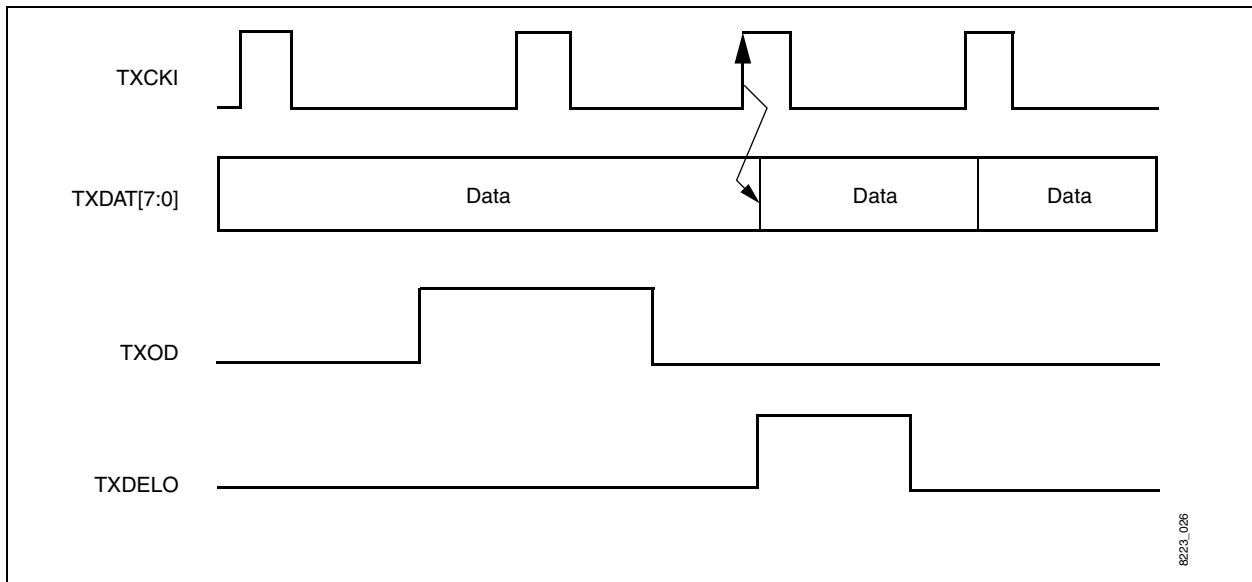 TXCKI
TXDAT[7:0]
Data
Data
Data
TXOD
TXDELO
8223_026